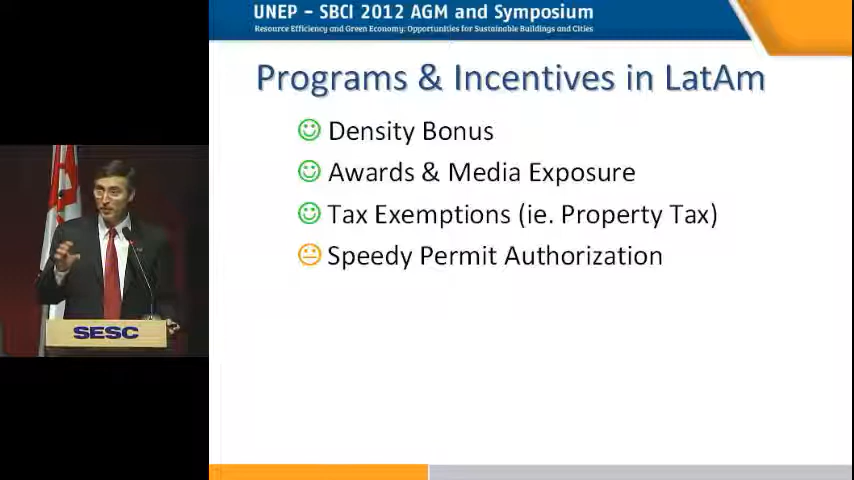 UNEP – SBCI 2012 AGM and Symposium
Resource Efficiency and Green Economy: Opportunities for Sustainable Buildings and Cities
Programs & Incentives in LatAm
Density Bonus
Awards & Media Exposure
Tax Exemptions (ie. Property Tax)
Speedy Permit Authorization
SESC